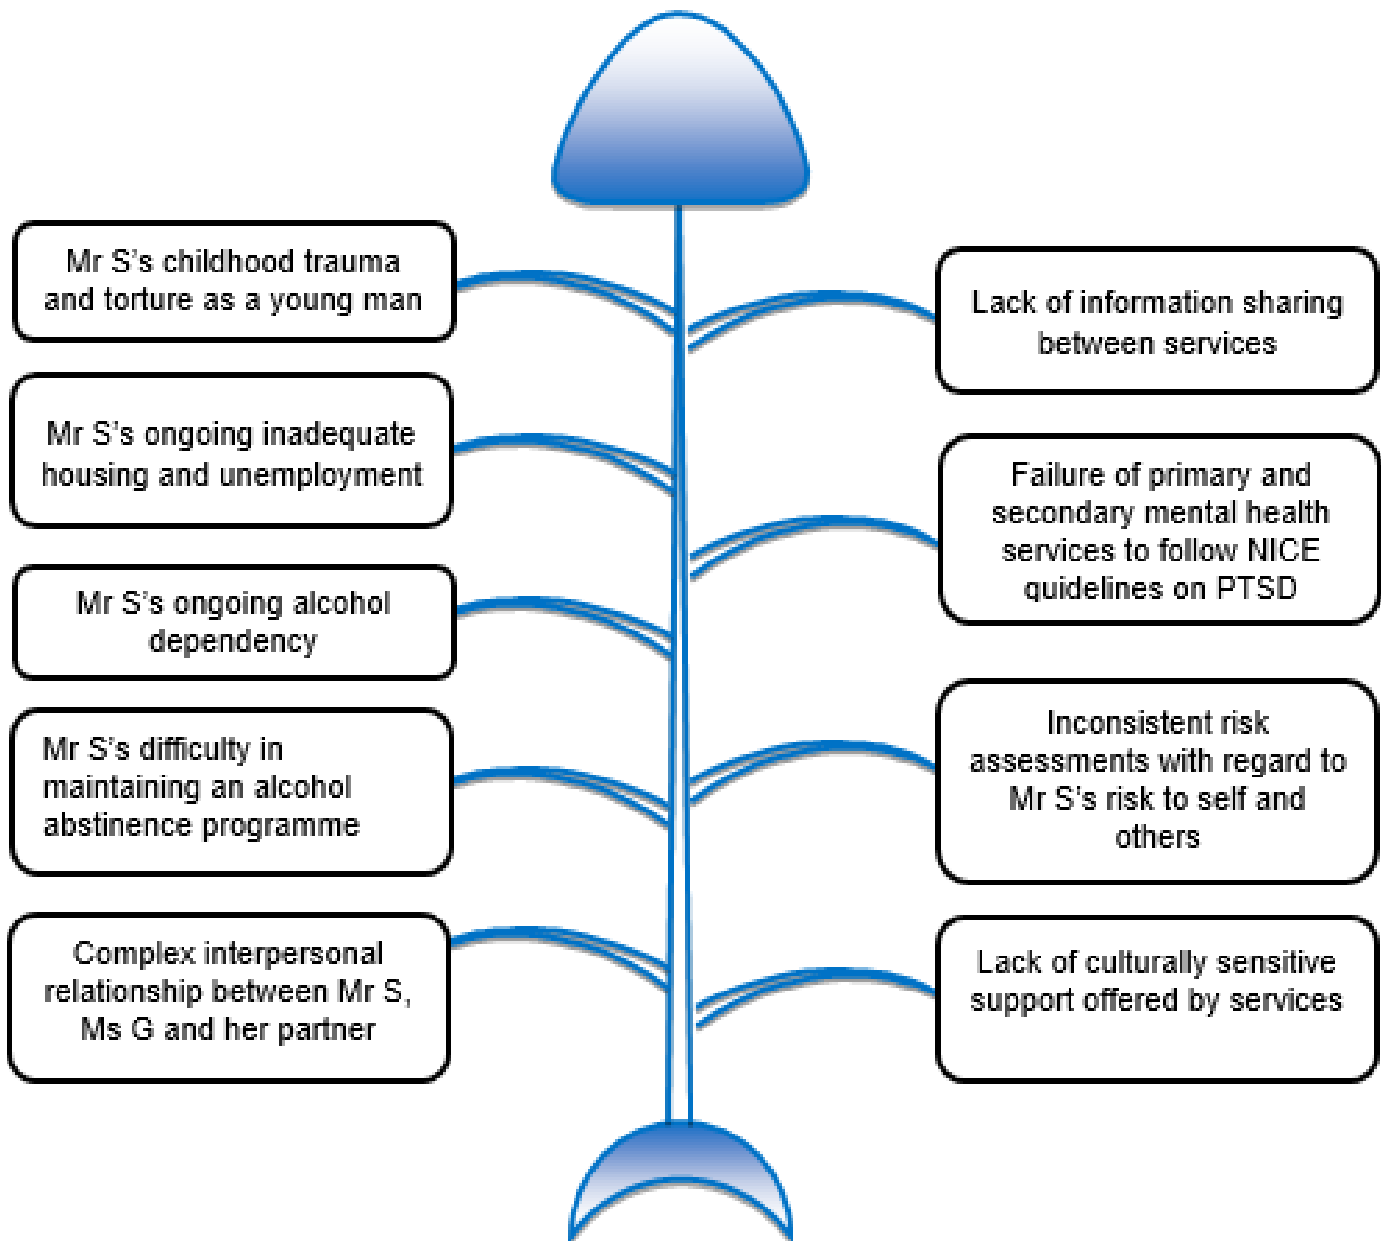 Mr S's childhood trauma
and torture as a young man
Mr S's ongoing inadequate
housing and unemployment
Mr S's ongoing alcohol
dependency
Mr S's difficulty in
maintaining an alcohol
abstinence programme
Complex interpersonal
relationship between Mr S,
Ms G and her partner
Lack of information sharing
between services
Failure of primary and
secondary mental health
services to follow NICE
guidelines on PTSD
Inconsistent risk
assessments with regard to
Mr S's risk to self and
others
Lack of culturally sensitive
support offered by services